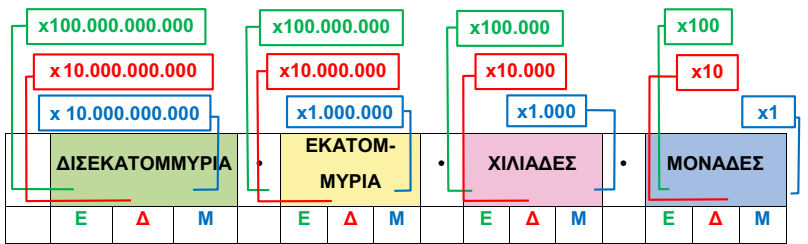 x100.000.000.000 x100.000.000 x100.000 x100
x 10.000.000.000 x10.000.000 x10.000 x10
x 10.000.000.000 x1.000.000 x1.000 x1
ΔΙΣΕΚΑΤΟΜΜΥΡΙΑ • ΕΚΑΤΟΜ-
ΜΥΡΙΑ • ΧΙΛΙΑΔΕΣ • ΜΟΝΑΔΕΣ
Ε Δ Μ Ε Δ Μ Ε Δ Μ Ε Δ Μ